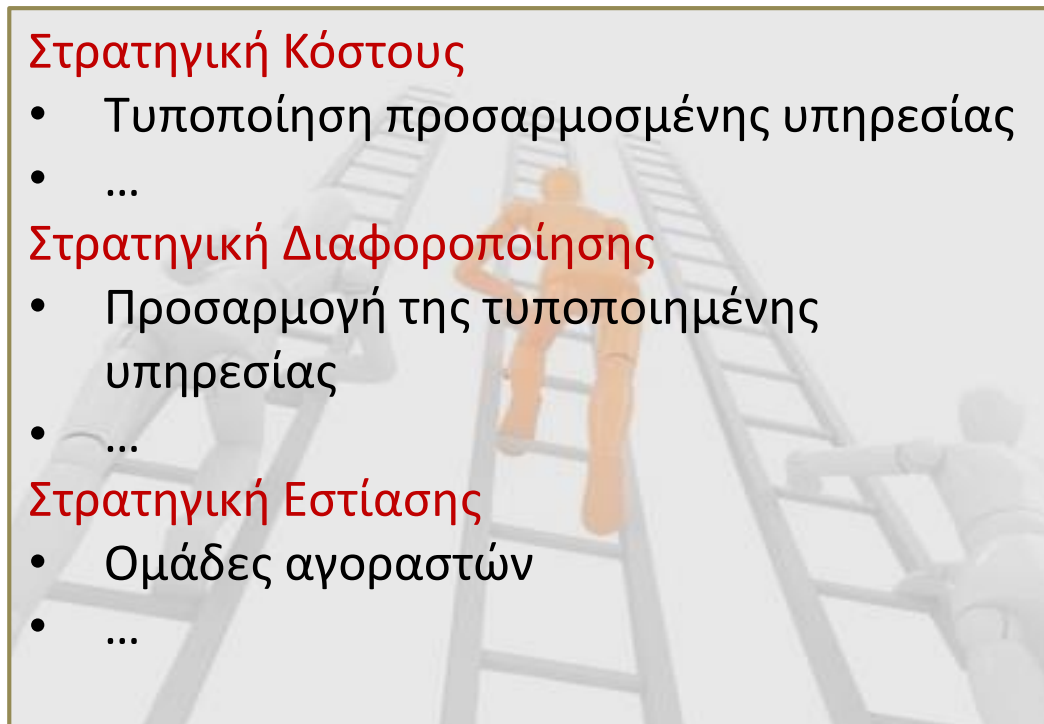 Στρατηγική Κόστους
• Τυποποίηση προσαρμοσμένης υπηρεσίας
• …
Στρατηγική Διαφοροποίησης
• Προσαρμογή της τυποποιημένης
υπηρεσίας
• …
Στρατηγική Εστίασης
• Ομάδες αγοραστών
• …